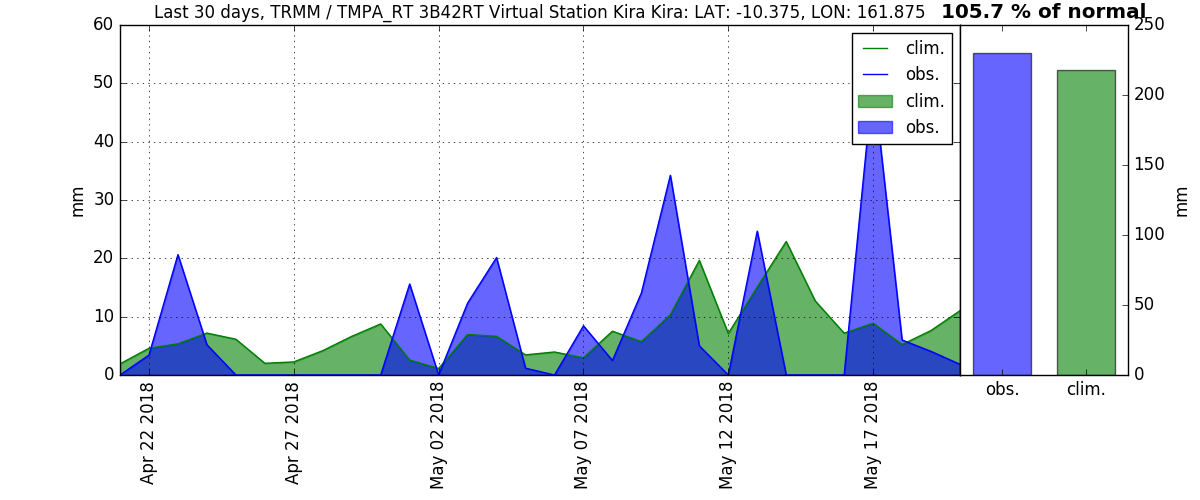 Last 30 days, TRMM / TMPA_RT 3B42RT Virtual Station Kira Kira: LAT: -10.375, LON: 161.875
105.7 % of normal
60
50
40
30
20
10
0
mm
clim.
obs.
clim.
obs.
Apr 22 2018
Apr 27 2018
May 02 2018
May 07 2018
May 12 2018
May 17 2018
250
200
150
100
50
0
mm
obs.
clim.